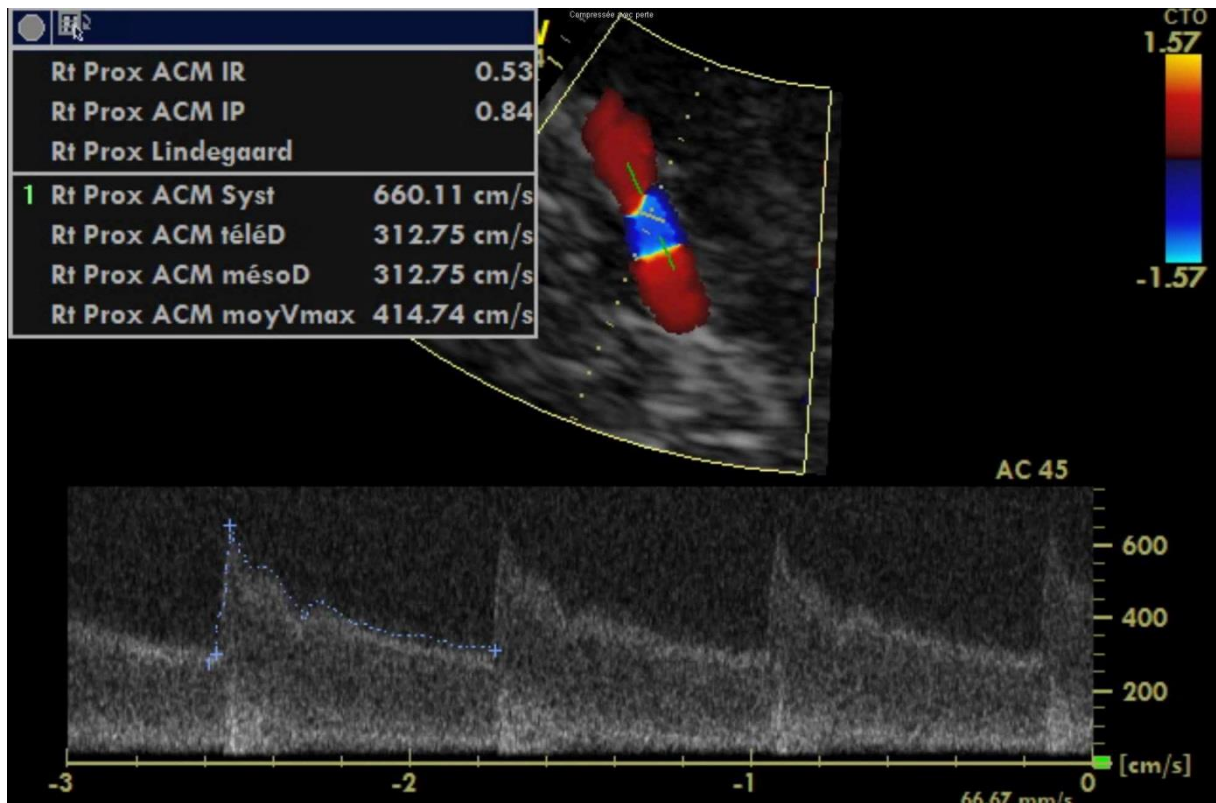 Compressée avec perte
CTO
1.57
-1.57
Rt Prox ACM IR 0.53
Rt Prox ACM IP 0.84
Rt Prox Lindegaard
1 Rt Prox ACM Syst 660.11 cm/s
Rt Prox ACM téléD 312.75 cm/s
Rt Prox ACM mésoD 312.75 cm/s
Rt Prox ACM moyVmax 414.74 cm/s
AC 45
600
400
200
[cm/s]
-3 -2 -1 0
66.67 mm/s